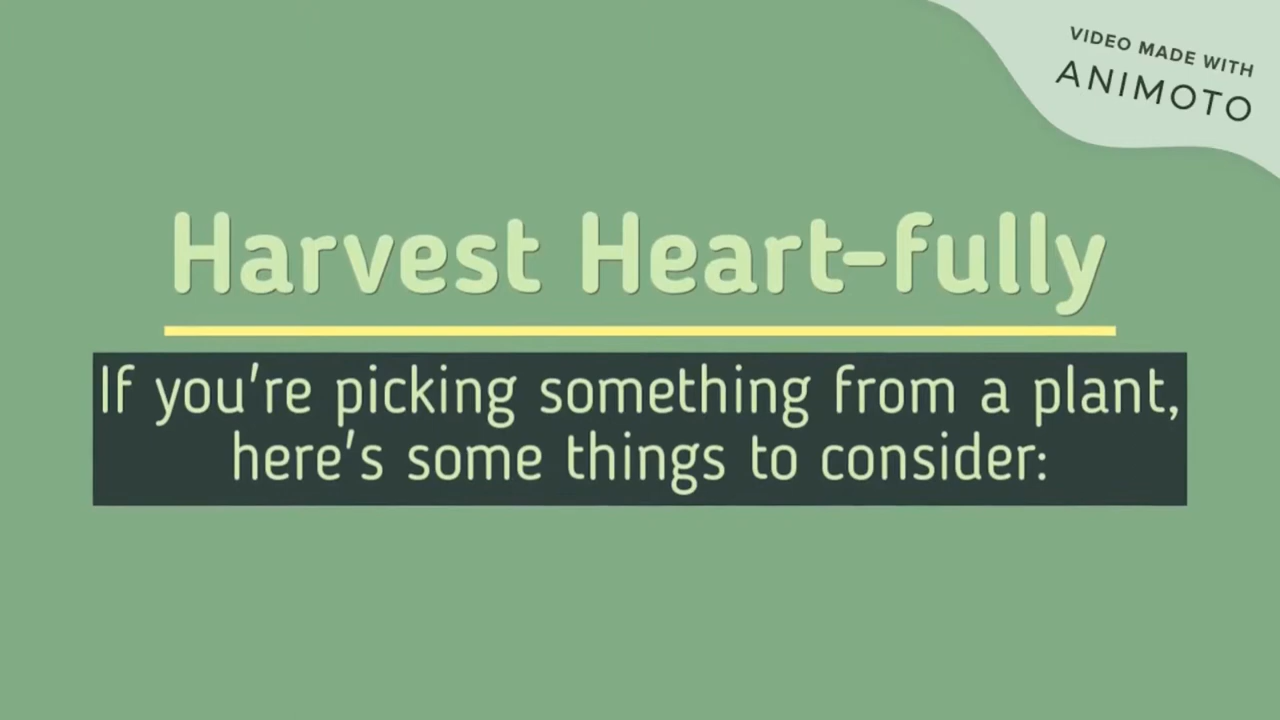 VIDEO MADE WITH
ANIMOTO
Harvest Heart-fully
If you're picking something from a plant,
here's some things to consider: